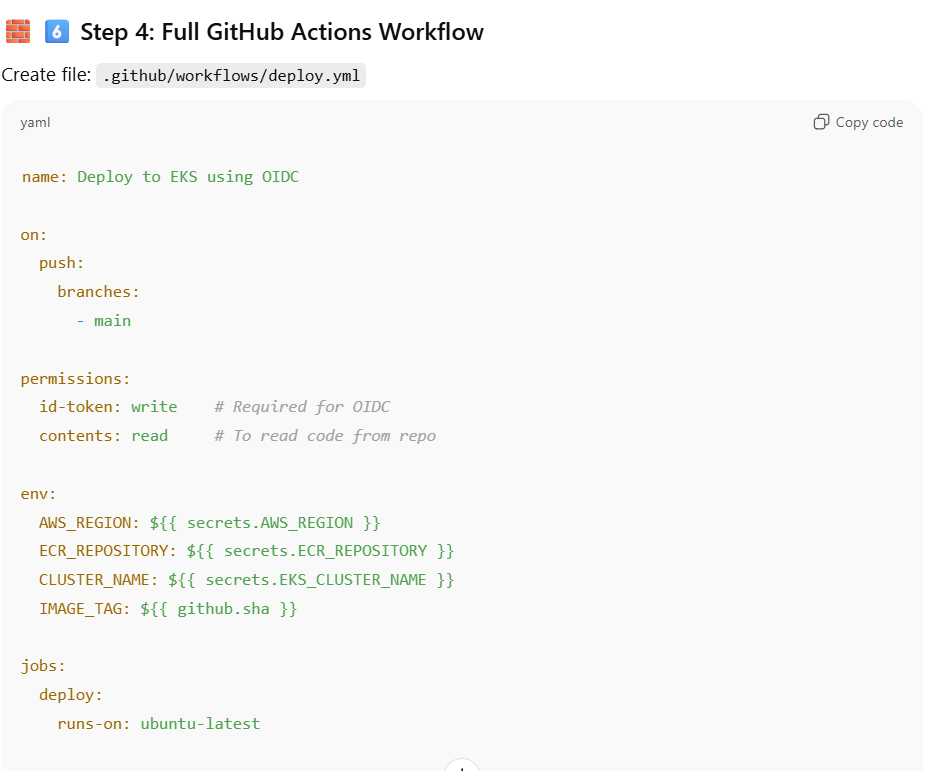 🧱 6️⃣ Step 4: Full GitHub Actions Workflow
Create file: .github/workflows/deploy.yml
yaml
Copy code
name: Deploy to EKS using OIDC
on:
  push:
    branches:
      - main
permissions:
  id-token: write    # Required for OIDC
  contents: read     # To read code from repo
env:
  AWS_REGION: ${{ secrets.AWS_REGION }}
  ECR_REPOSITORY: ${{ secrets.ECR_REPOSITORY }}
  CLUSTER_NAME: ${{ secrets.EKS_CLUSTER_NAME }}
  IMAGE_TAG: ${{ github.sha }}
jobs:
  deploy:
    runs-on: ubuntu-latest